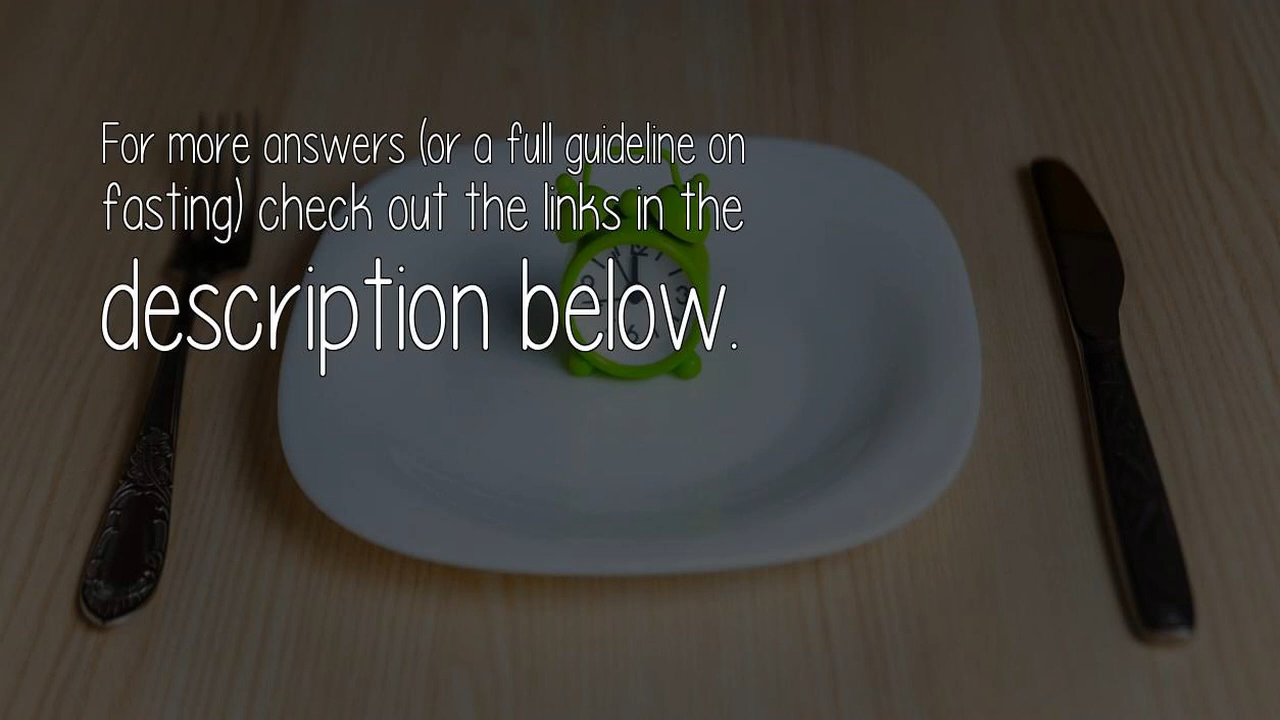 For more answers (or a full guideline on
fasting) check out the links in the
description below.